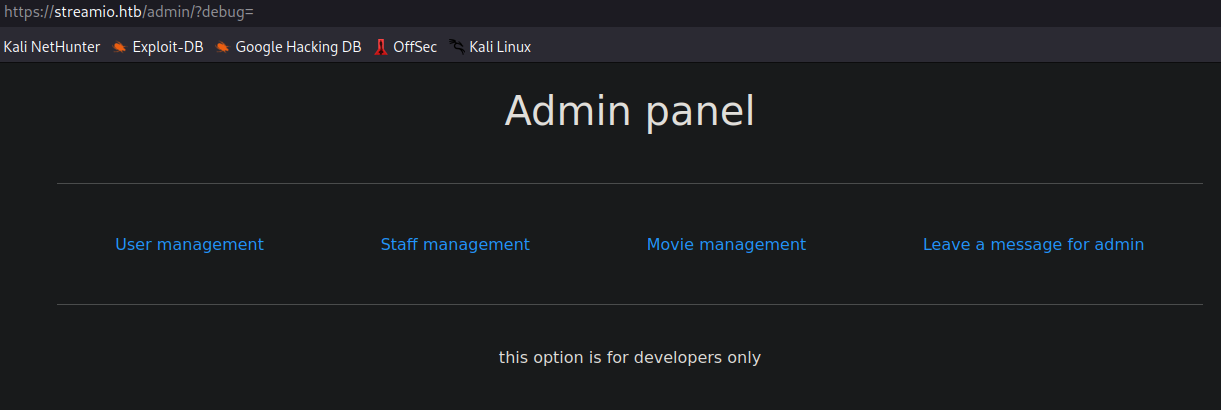 https://streamio.htb/admin/?debug=
Kali NetHunter Exploit-DB Google Hacking DB OffSec Kali Linux
Admin panel
User management Staff management Movie management Leave a message for admin
this option is for developers only